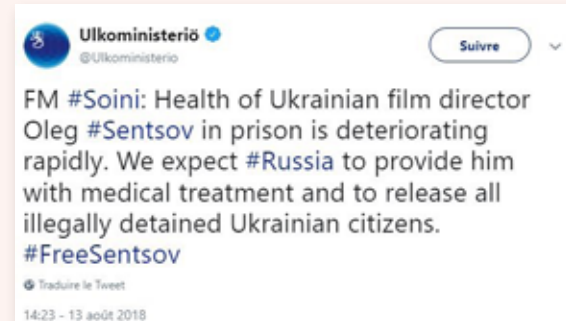 Ulkoministeriö
@Ulkoministerio
Suivre
FM #Soini: Health of Ukrainian film director
Oleg #Sentsov in prison is deteriorating
rapidly. We expect #Russia to provide him
with medical treatment and to release all
illegally detained Ukrainian citizens.
#FreeSentsov
Traduire le Tweet
14:23 - 13 août 2018